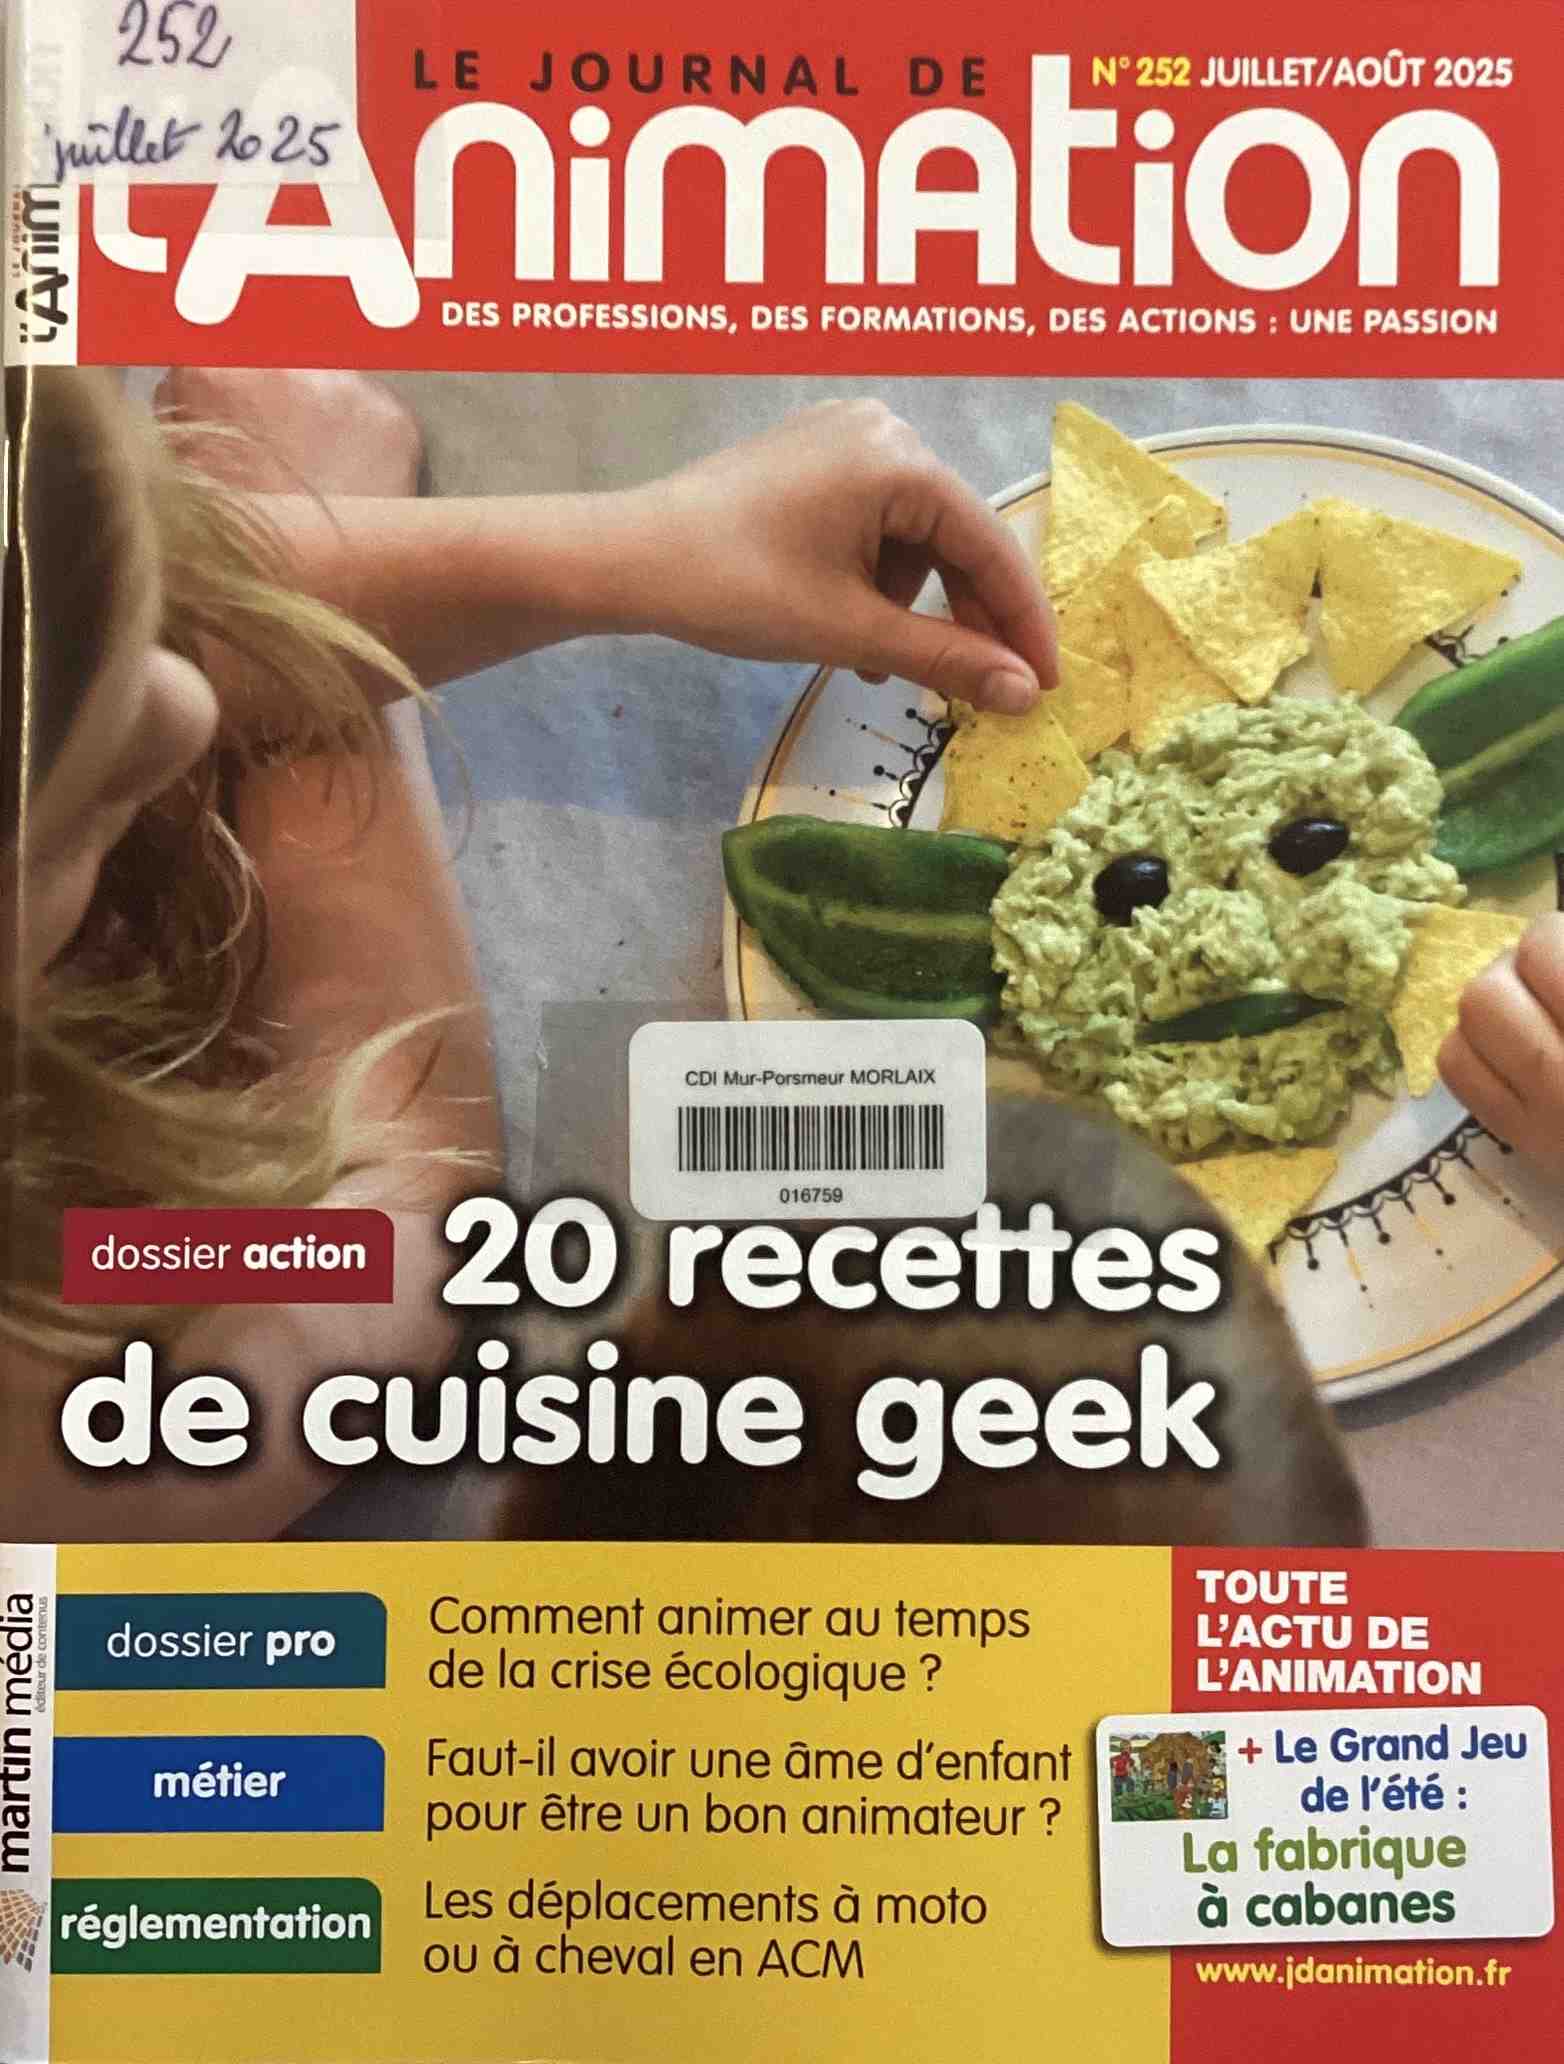 252
juillet 2025
LE JOURNAL DE
N° 252 JUILLET/AOÛT 2025
l'Animation
DES PROFESSIONS, DES FORMATIONS, DES ACTIONS : UNE PASSION
l'Anim
CDI Mur-Porsmeur MORLAIX
016759
dossier action
20 recettes
de cuisine geek
martin média
éditeur de contenus
dossier pro
Comment animer au temps
de la crise écologique ?
métier
Faut-il avoir une âme d'enfant
pour être un bon animateur ?
réglementation
Les déplacements à moto
ou à cheval en ACM
TOUTE
L'ACTU DE
L'ANIMATION
+ Le Grand Jeu
de l'été :
La fabrique
à cabanes
www.jdanimation.fr